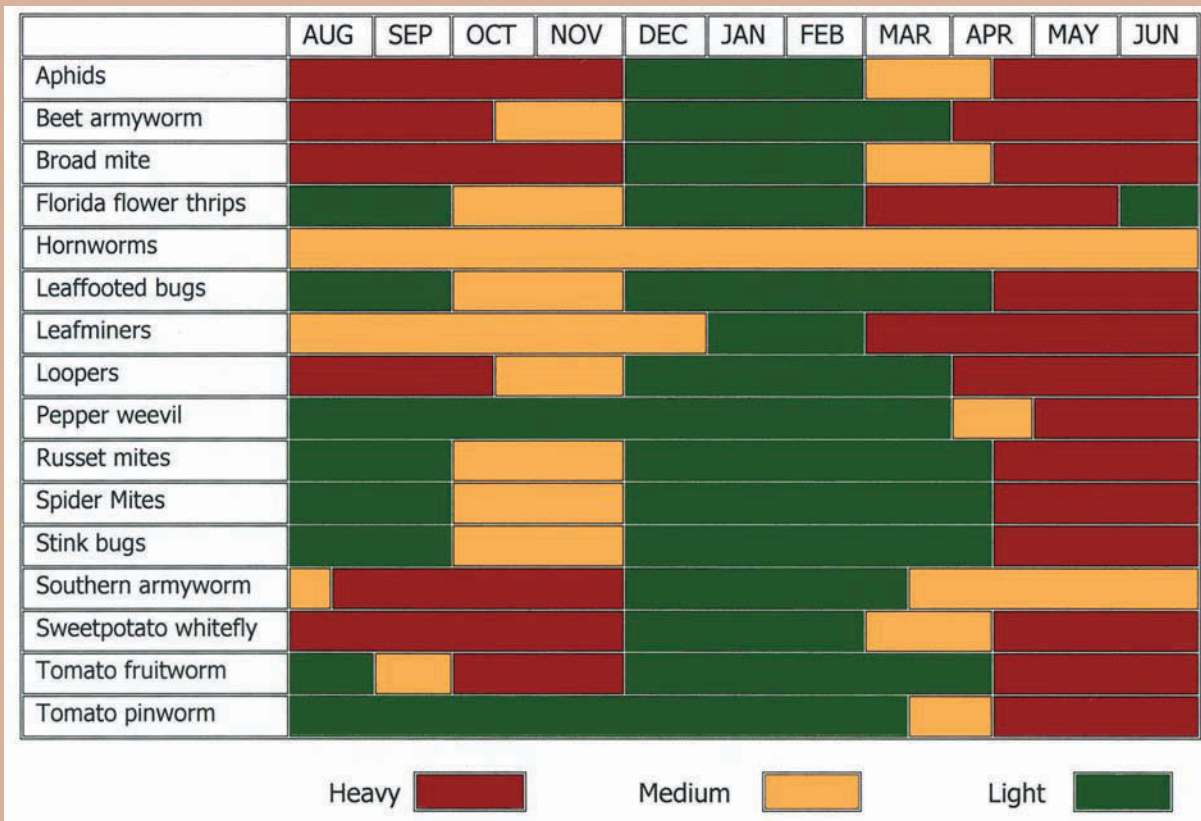 AUG SEP OCT NOV DEC JAN FEB MAR APR MAY JUN
Aphids
Beet armyworm
Broad mite
Florida flower thrips
Hornworms
Leaffooted bugs
Leafminers
Loopers
Pepper weevil
Russet mites
Spider Mites
Stink bugs
Southern armyworm
Sweetpotato whitefly
Tomato fruitworm
Tomato pinworm
Heavy Medium Light